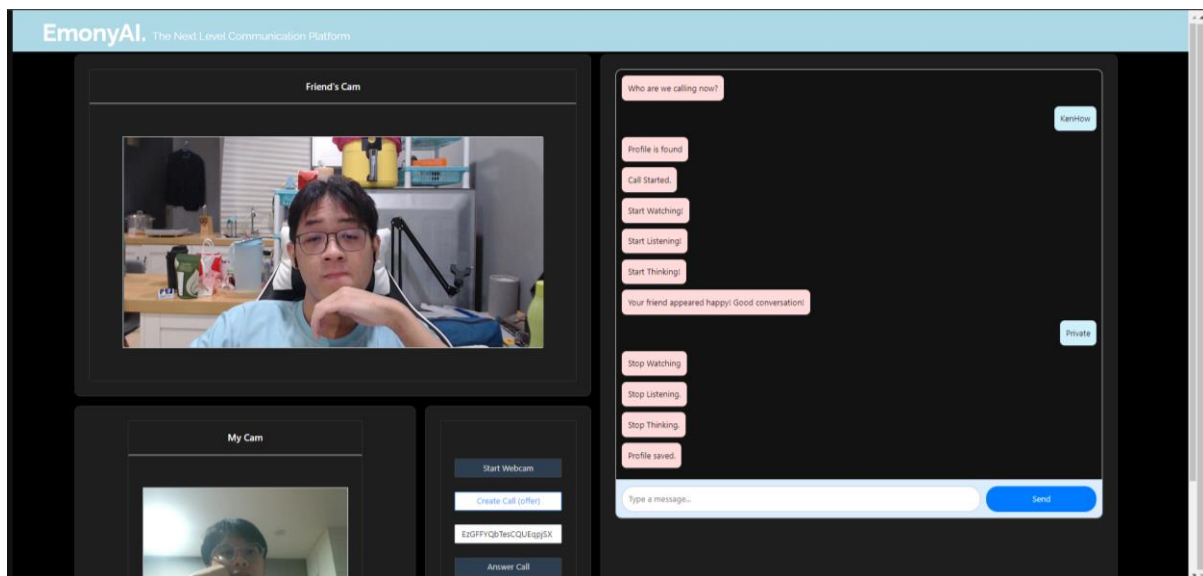 EmonyAI. The Next Level Communication Platform
Friend's Cam
Who are we calling now?
KenHow
Profile is found
Call Started.
Start Watching!
Start Listening!
Start Thinking!
Your friend appeared happy! Good conversation!
Private
Stop Watching
Stop Listening.
Stop Thinking.
Profile saved.
Type a message...
Send
My Cam
Start Webcam
Create Call (offer)
EzGFFYQbTesCQUEqpjSX
Answer Call